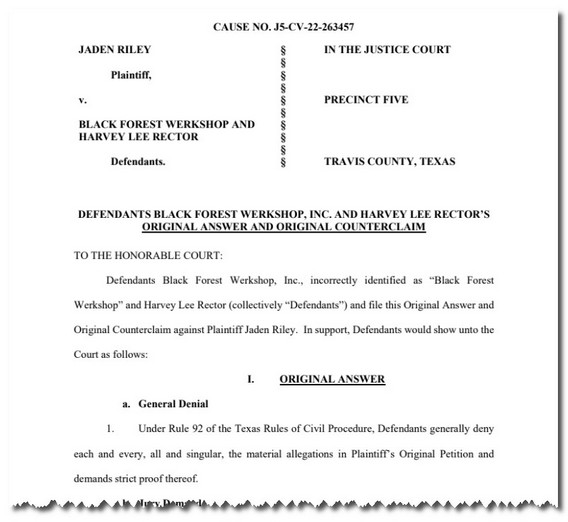 CAUSE NO. J5-CV-22-263457
JADEN RILEY § IN THE JUSTICE COURT
§
Plaintiff, §
§
v. § PRECINCT FIVE
§
BLACK FOREST WERKSHOP AND §
HARVEY LEE RECTOR §
§
Defendants. § TRAVIS COUNTY, TEXAS
DEFENDANTS BLACK FOREST WERKSHOP, INC. AND HARVEY LEE RECTOR'S
ORIGINAL ANSWER AND ORIGINAL COUNTERCLAIM
TO THE HONORABLE COURT:
Defendants Black Forest Werkshop, Inc., incorrectly identified as “Black Forest
Werkshop” and Harvey Lee Rector (collectively “Defendants”) and file this Original Answer and
Original Counterclaim against Plaintiff Jaden Riley. In support, Defendants would show unto the
Court as follows:
I. ORIGINAL ANSWER
a. General Denial
1. Under Rule 92 of the Texas Rules of Civil Procedure, Defendants generally deny
each and every, all and singular, the material allegations in Plaintiff's Original Petition and
demands strict proof thereof.